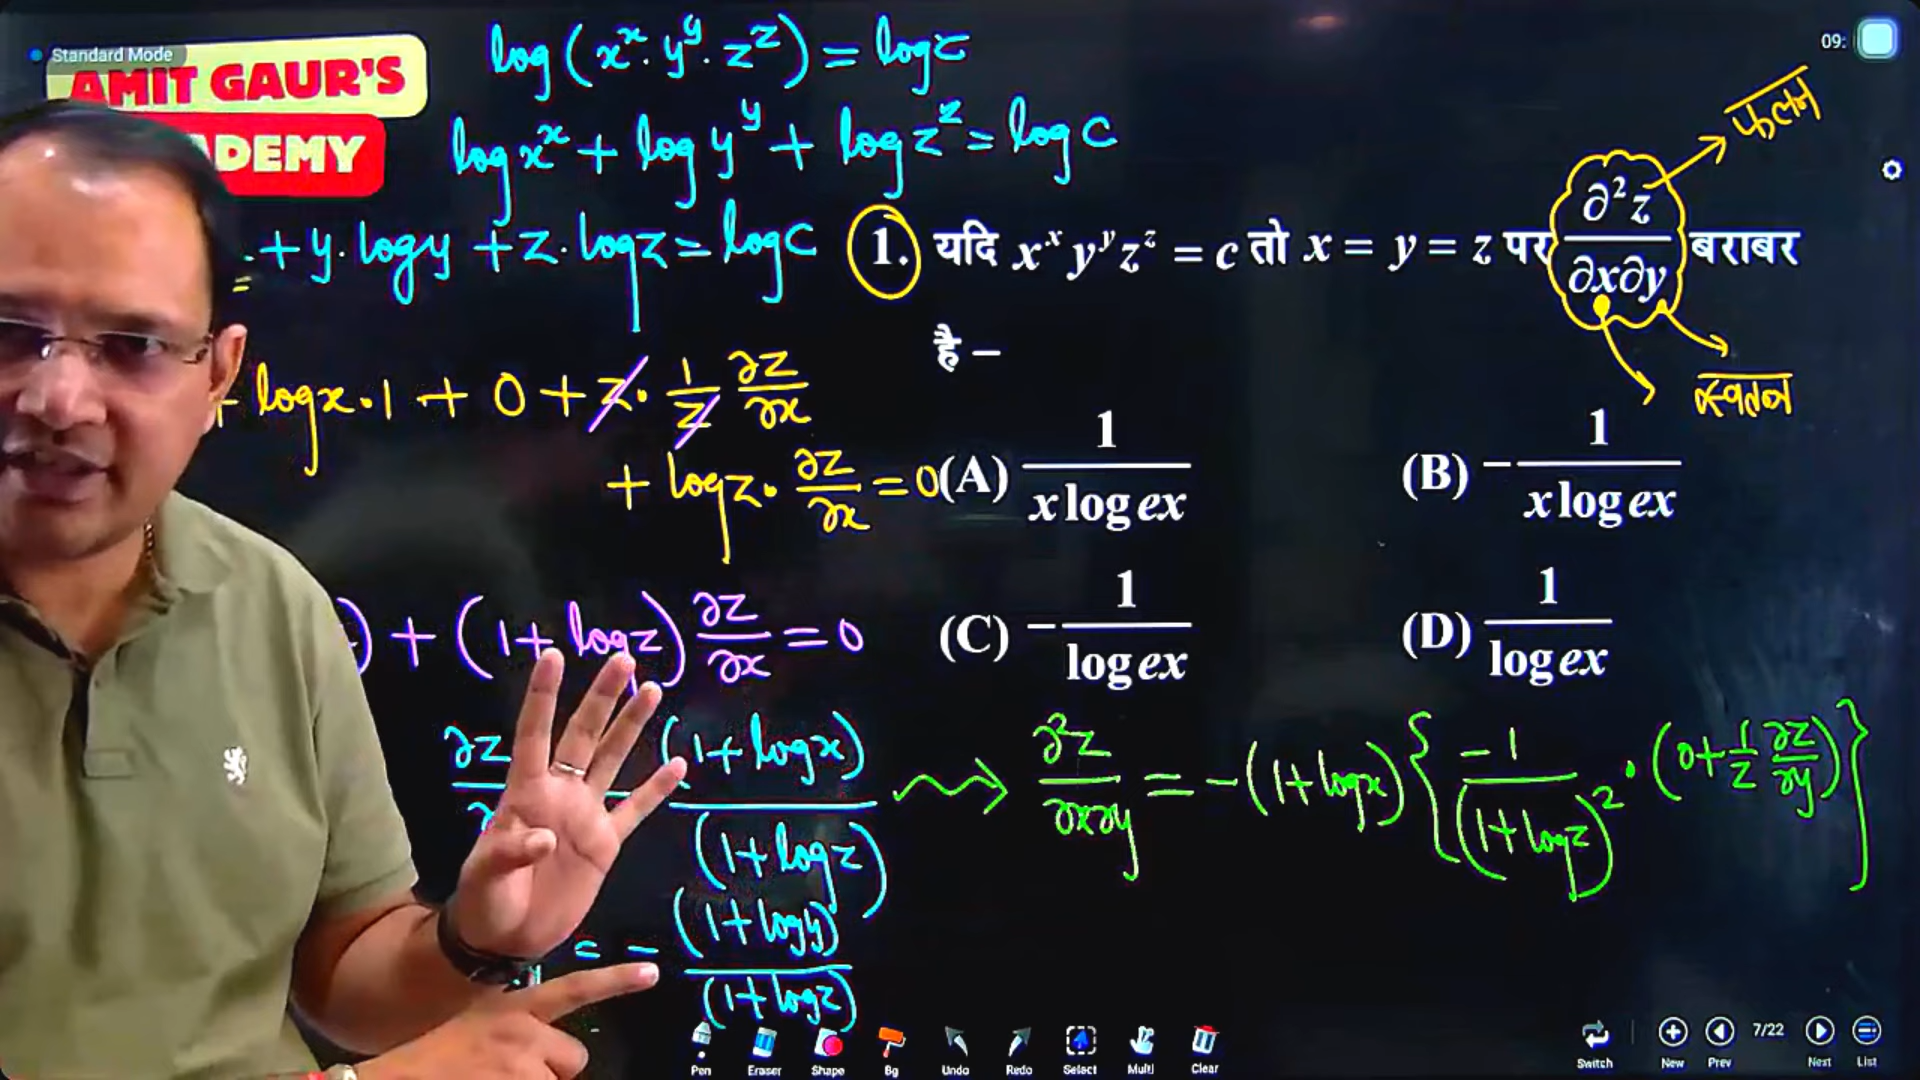 Standard Mode
09:
AMIT GAUR'S
ADEMY
log(x^x · y^y · z^z) = log c
log x^x + log y^y + log z^z = log c
+ y · log y + z · log z = log c
log x · 1 + 0 + z · 1/z ∂z/∂x
+ log z · ∂z/∂x = 0
) + (1 + log z) ∂z/∂x = 0
∂z (1 + log x)/(1 + log z)
= - (1 + log y)/(1 + log z)
1. यदि x^x y^y z^z = c तो x = y = z पर ∂²z/∂x∂y बराबर
है –
फलन
स्वतन्त्र
(A) 1/(x log ex) (B) - 1/(x log ex)
(C) - 1/(log ex) (D) 1/(log ex)
∂²z/∂x∂y = -(1 + log x) { -1/(1 + log z)² · (0 + 1/z ∂z/∂y) }
Pen Eraser Shape Bg Undo Redo Select Multi Clear
Switch New Prev 7/22 Next List